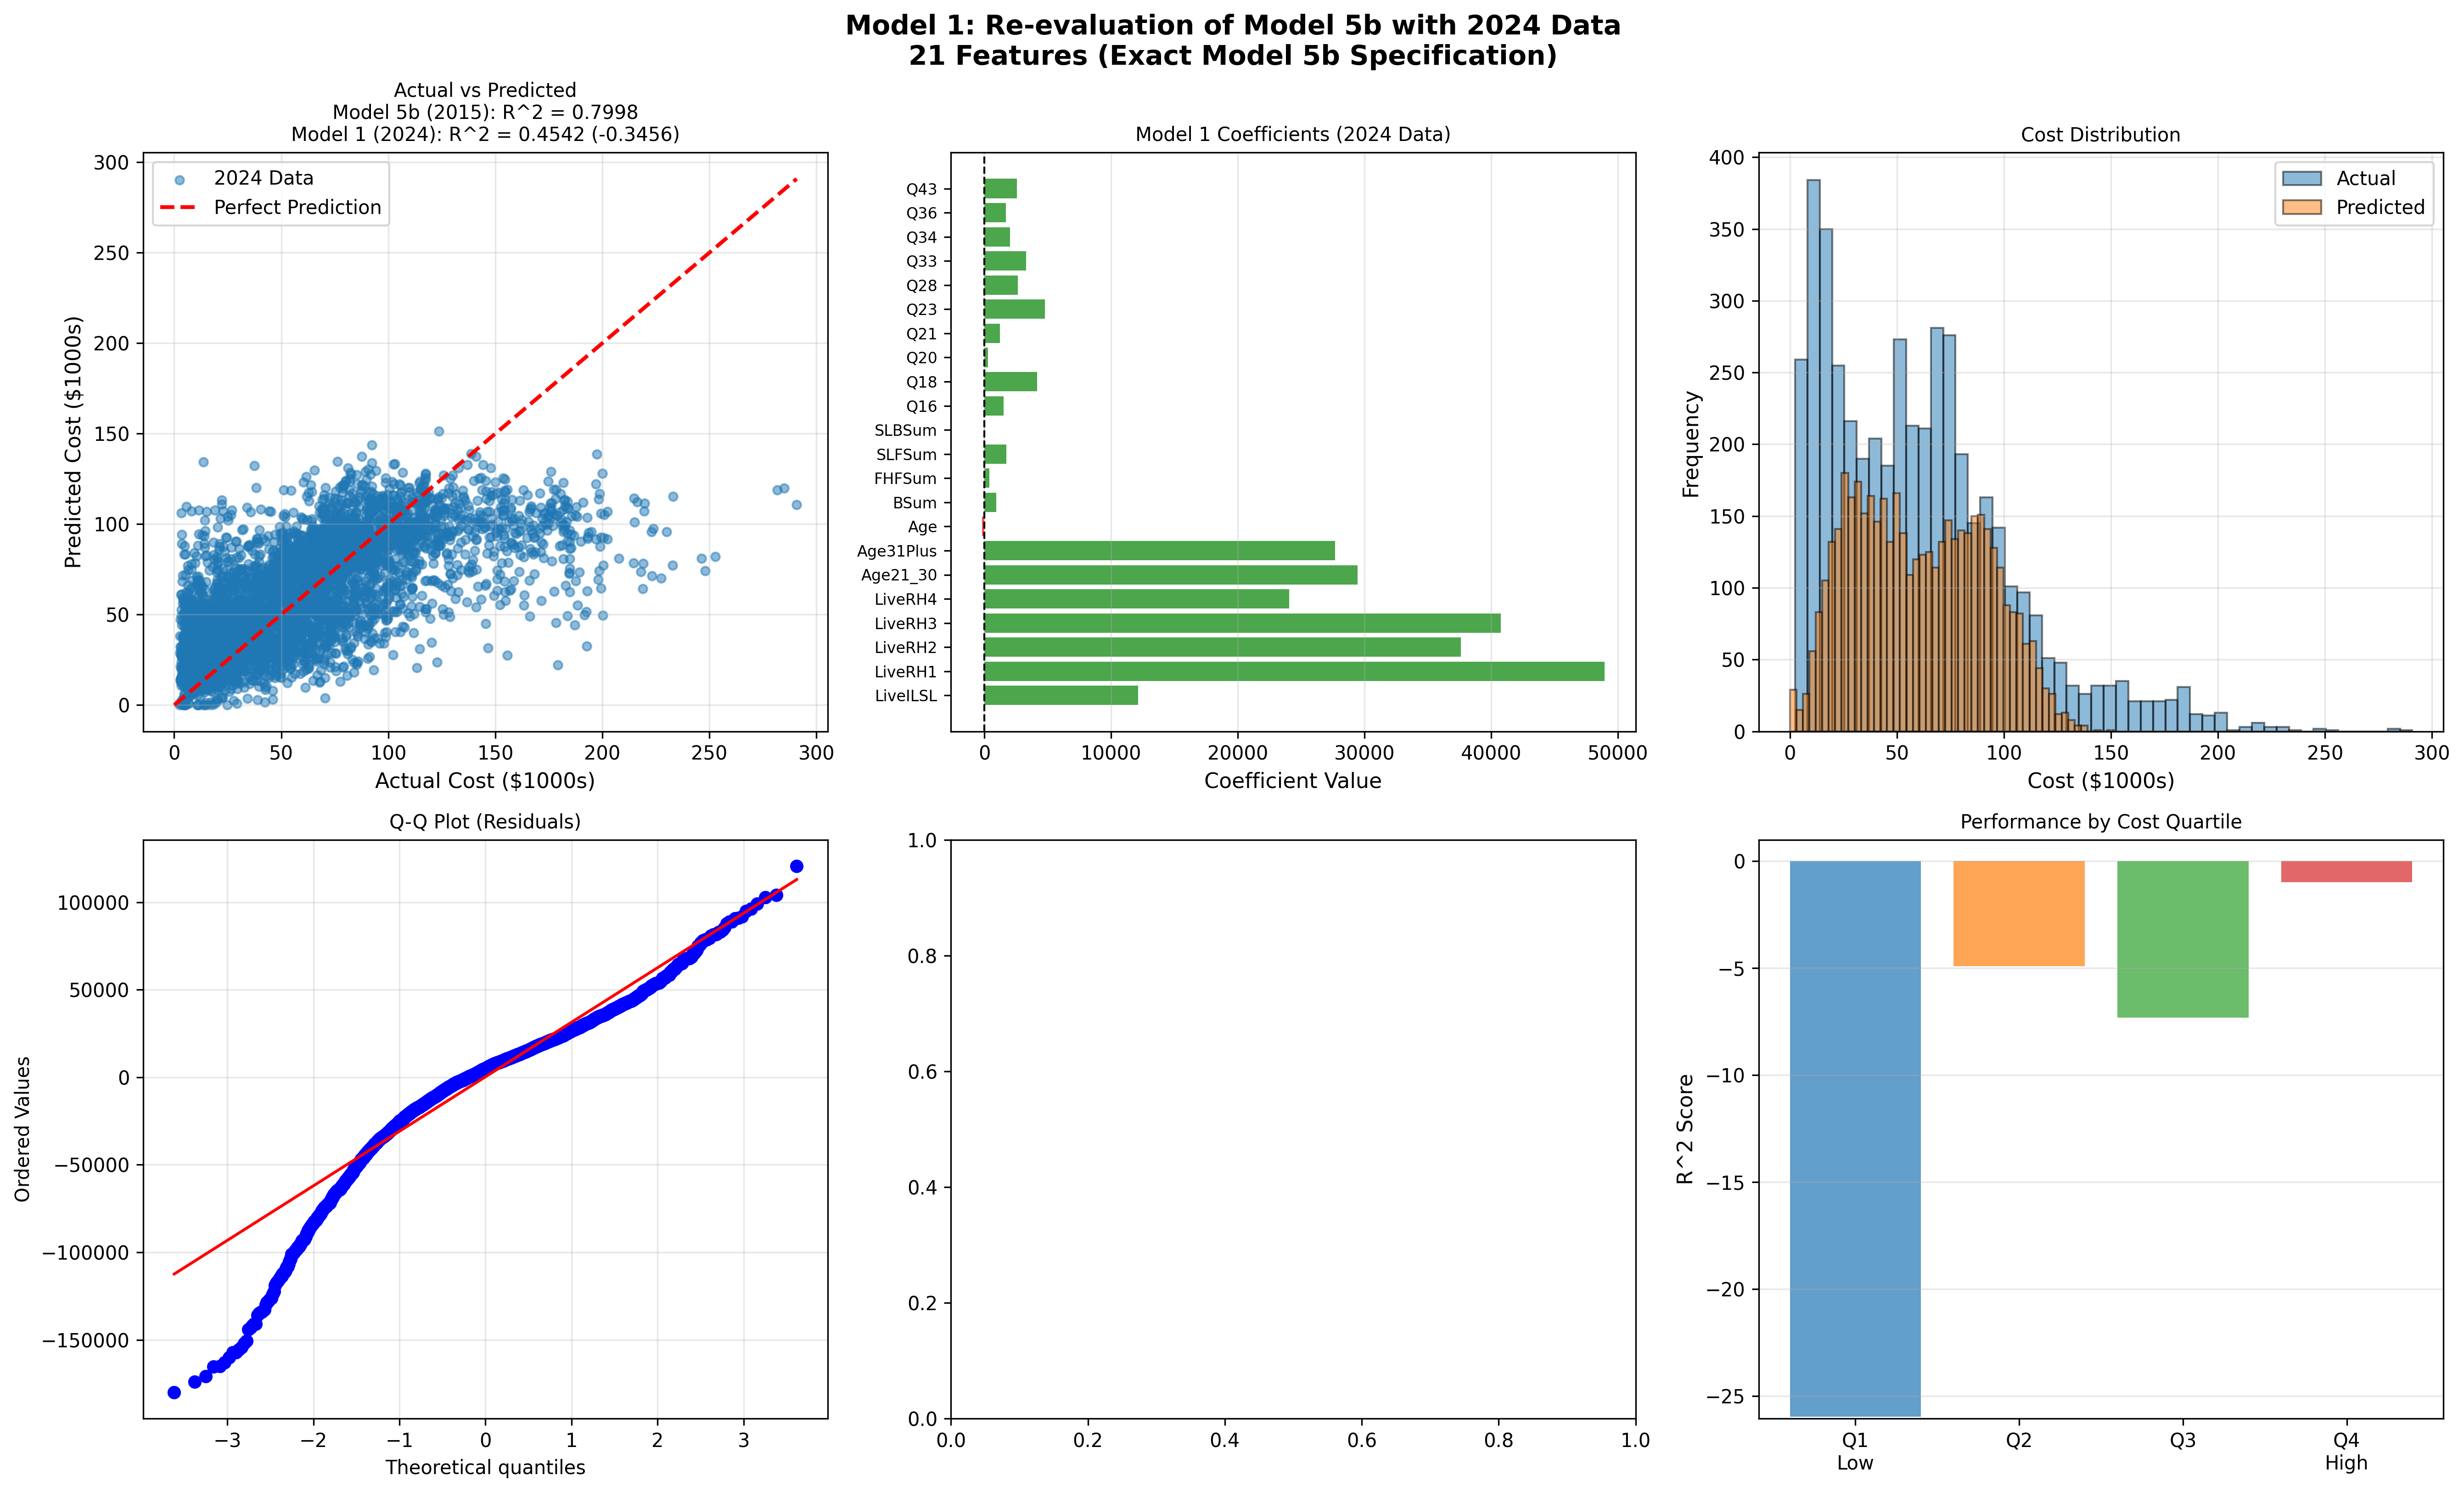 Model 1: Re-evaluation of Model 5b with 2024 Data
21 Features (Exact Model 5b Specification)
Actual vs Predicted
Model 5b (2015): R^2 = 0.7998
Model 1 (2024): R^2 = 0.4542 (-0.3456)
300
250
200
150
100
50
0
Predicted Cost ($1000s)
2024 Data
Perfect Prediction
0
50
100
150
200
250
300
Actual Cost ($1000s)
Model 1 Coefficients (2024 Data)
Q43
Q36
Q34
Q33
Q28
Q23
Q21
Q20
Q18
Q16
SLBSum
SLFSum
FHFSum
BSum
Age
Age31Plus
Age21_30
LiveRH4
LiveRH3
LiveRH2
LiveRH1
LiveILSL
0
10000
20000
30000
40000
50000
Coefficient Value
Cost Distribution
400
350
300
250
200
150
100
50
0
Frequency
Actual
Predicted
0
50
100
150
200
250
300
Cost ($1000s)
Q-Q Plot (Residuals)
100000
50000
0
−50000
−100000
−150000
Ordered Values
−3
−2
−1
0
1
2
3
Theoretical quantiles
1.0
0.8
0.6
0.4
0.2
0.0
0.0
0.2
0.4
0.6
0.8
1.0
Performance by Cost Quartile
0
−5
−10
−15
−20
−25
R^2 Score
Q1
Low
Q2
Q3
Q4
High